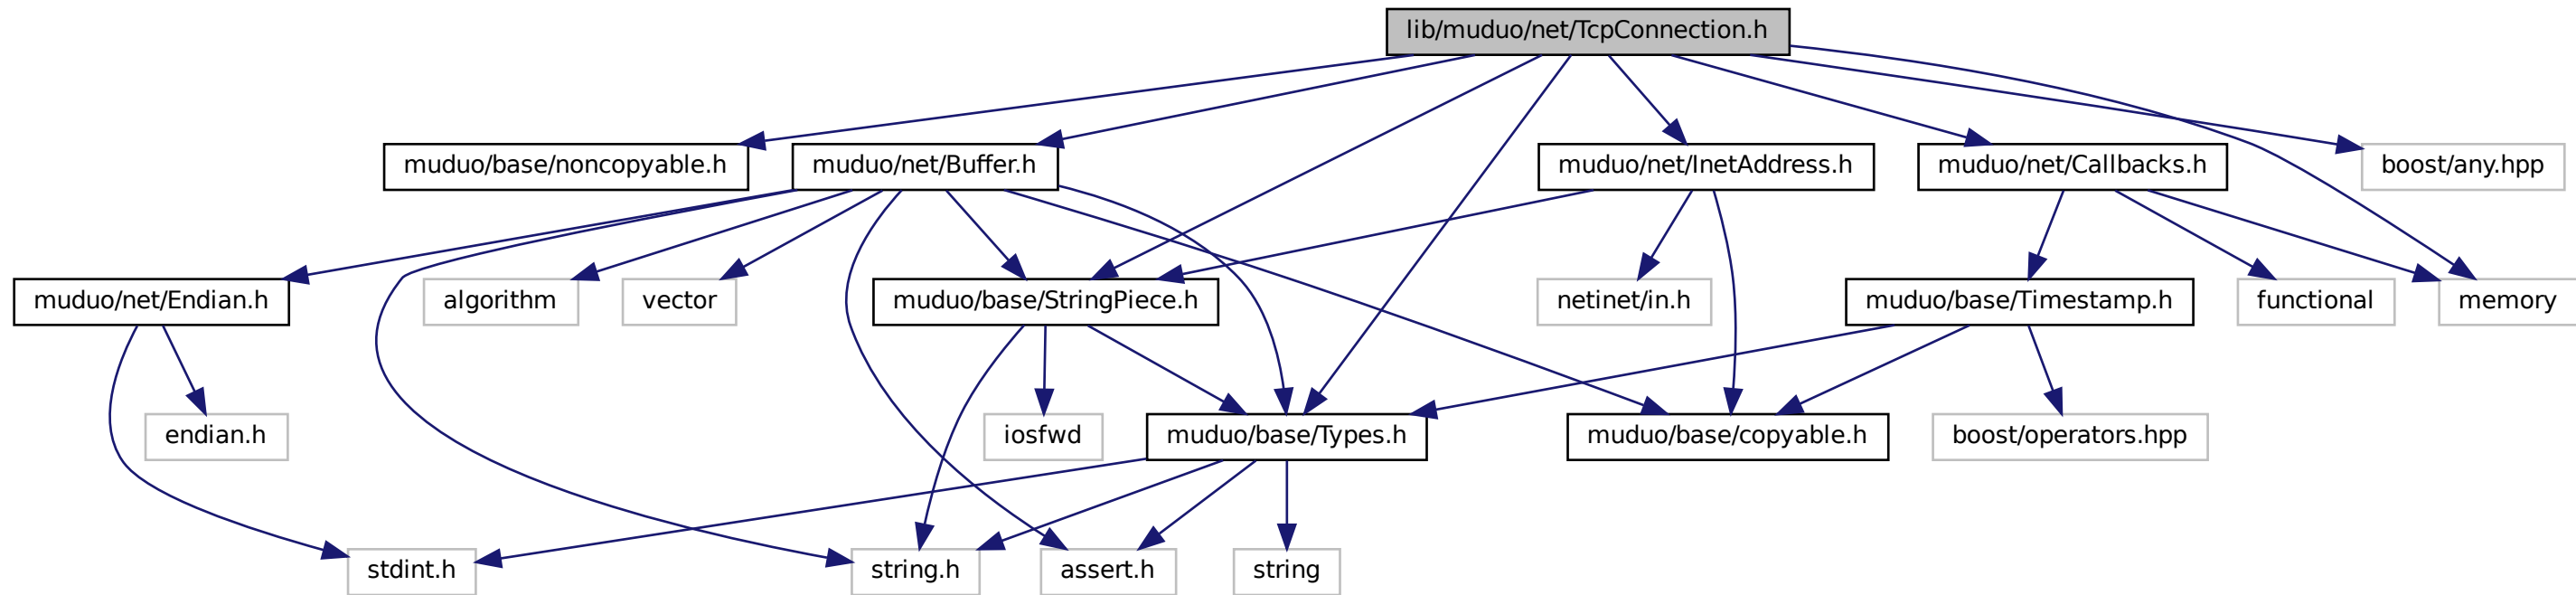 lib/muduo/net/TcpConnection.h
muduo/base/noncopyable.h
muduo/net/Buffer.h
muduo/net/InetAddress.h
muduo/net/Callbacks.h
boost/any.hpp
muduo/net/Endian.h
algorithm
vector
muduo/base/StringPiece.h
netinet/in.h
muduo/base/Timestamp.h
functional
memory
endian.h
iosfwd
muduo/base/Types.h
muduo/base/copyable.h
boost/operators.hpp
stdint.h
string.h
assert.h
string